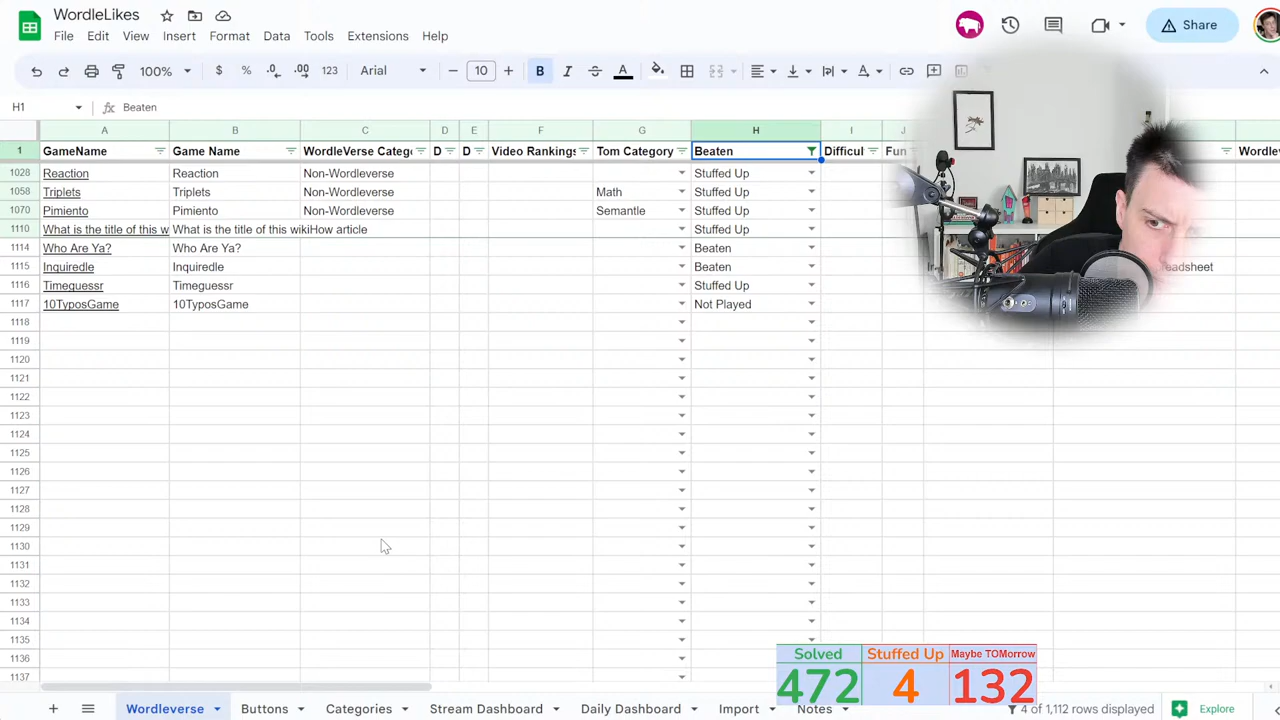 WordleLikes
File Edit View Insert Format Data Tools Extensions Help
Share
100% $ % .0 .00 123 Arial 10 B I S A
H1 Beaten
A B C D E F G H I J
1 GameName Game Name WordleVerse Categ D D Video Rankings Tom Category Beaten Difficul Fun Wordlev
1028 Reaction Reaction Non-Wordleverse Stuffed Up
1058 Triplets Triplets Non-Wordleverse Math Stuffed Up
1070 Pimiento Pimiento Non-Wordleverse Semantle Stuffed Up
1110 What is the title of this w What is the title of this wikiHow article Stuffed Up
1114 Who Are Ya? Who Are Ya? Beaten
1115 Inquiredle Inquiredle Beaten readsheet
1116 Timeguessr Timeguessr Stuffed Up
1117 10TyposGame 10TyposGame Not Played
1118
1119
1120
1121
1122
1123
1124
1125
1126
1127
1128
1129
1130
1131
1132
1133
1134
1135
1136
1137
Solved Stuffed Up Maybe TOMorrow
472 4 132
Wordleverse Categories Stream Dashboard Daily Dashboard Import Notes 4 of 1,112 rows displayed Explore